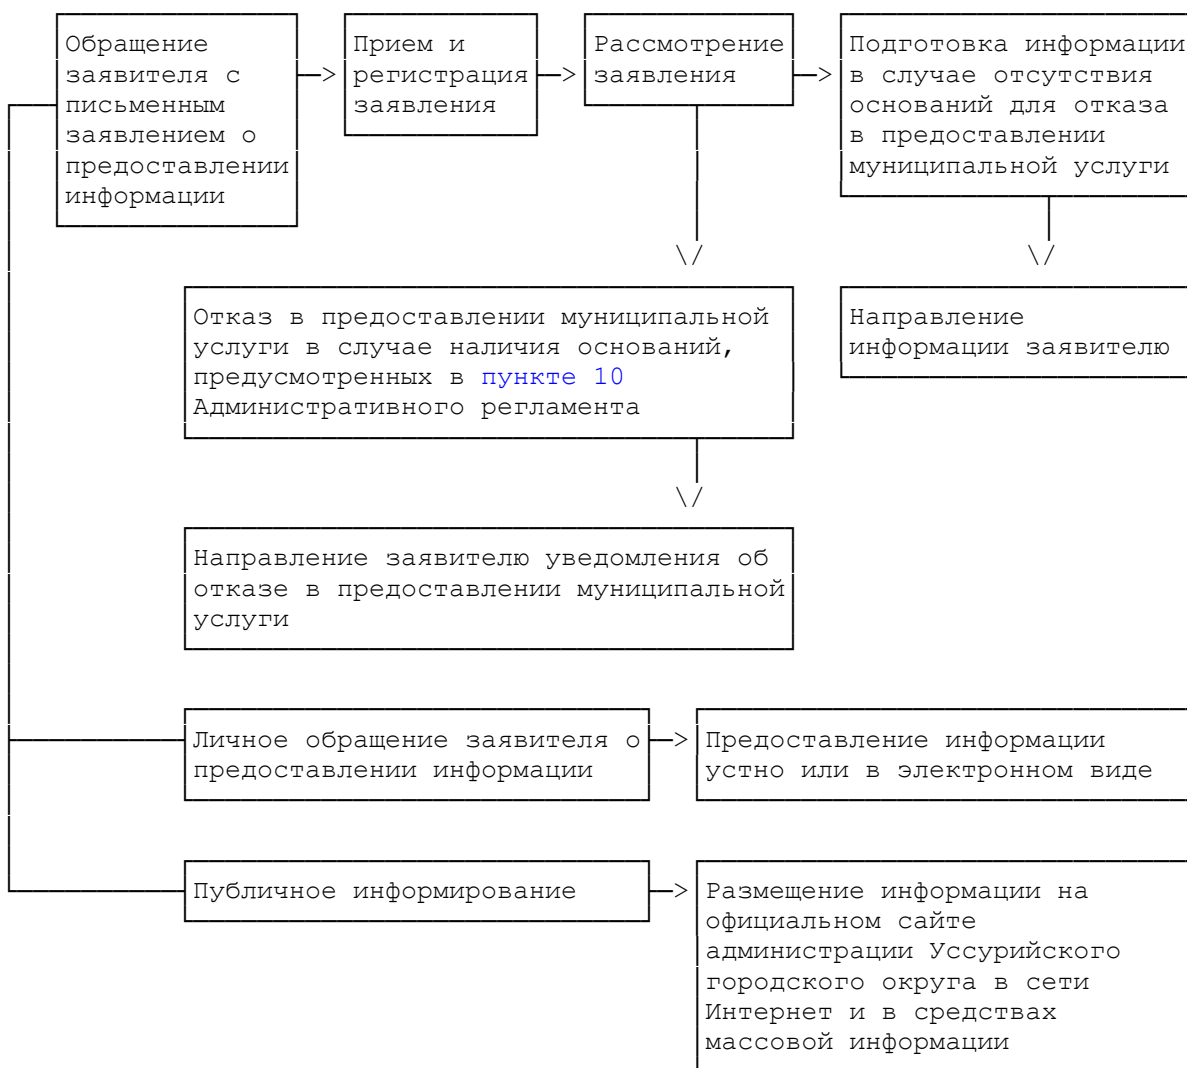 Обращение
заявителя с
письменным
заявлением о
предоставлении
информации
Прием и
регистрация
заявления
Рассмотрение
заявления
Подготовка информации
в случае отсутствия
оснований для отказа
в предоставлении
муниципальной услуги
Отказ в предоставлении муниципальной
услуги в случае наличия оснований,
предусмотренных в пункте 10
Административного регламента
Направление
информации заявителю
Направление заявителю уведомления об
отказе в предоставлении муниципальной
услуги
Личное обращение заявителя о
предоставлении информации
Предоставление информации
устно или в электронном виде
Публичное информирование
Размещение информации на
официальном сайте
администрации Уссурийского
городского округа в сети
Интернет и в средствах
массовой информации